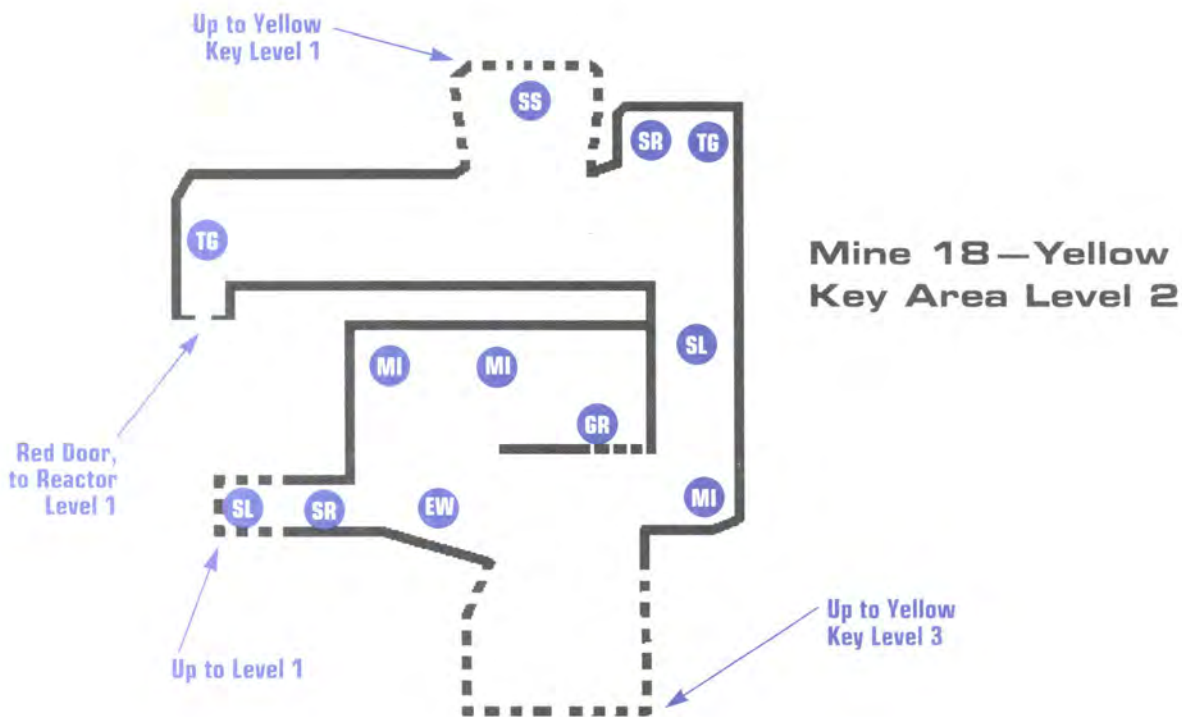 Up to Yellow
Key Level 1
SS
SR
TG
TG
Mine 18—Yellow
Key Area Level 2
SL
MI
MI
GR
Red Door,
to Reactor
Level 1
SL
SR
EW
MI
Up to Yellow
Key Level 3
Up to Level 1